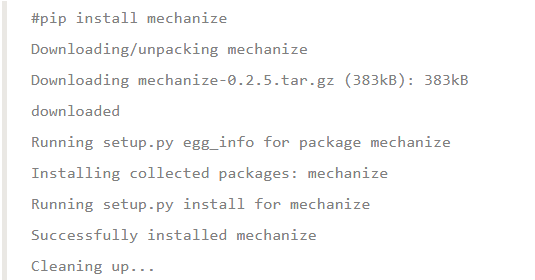 #pip install mechanize
Downloading/unpacking mechanize
Downloading mechanize-0.2.5.tar.gz (383kB): 383kB
downloaded
Running setup.py egg_info for package mechanize
Installing collected packages: mechanize
Running setup.py install for mechanize
Successfully installed mechanize
Cleaning up...